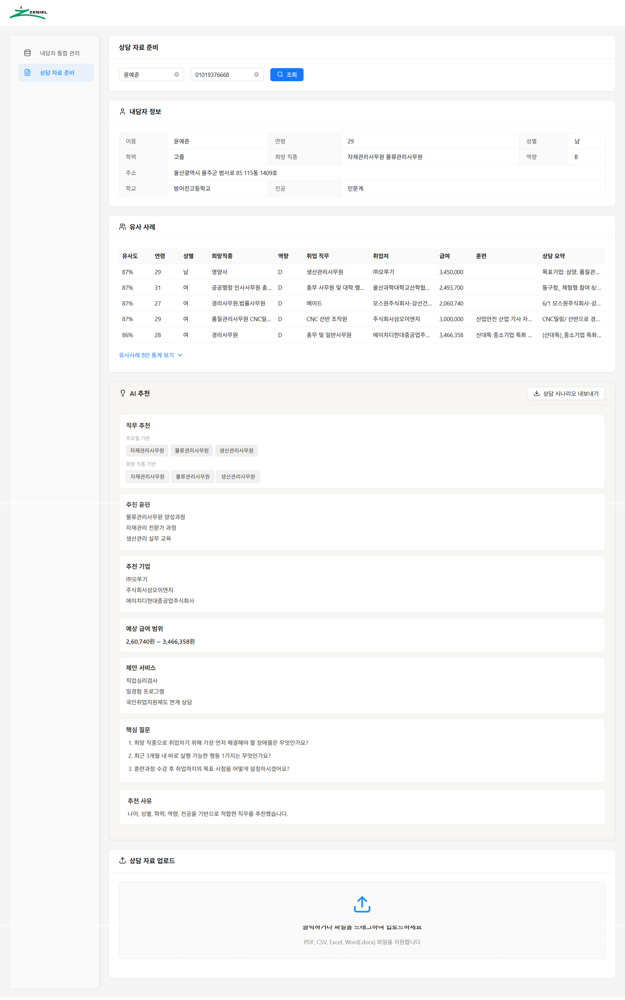 ZENIEL
내담자 통합 관리
상담 자료 준비
상담 자료 준비
윤예준 01019376668 조회
내담자 정보
이름 윤예준 연령 29 성별 남
학력 고졸 희망 직종 자재관리사무원 물류관리사무원 역량 B
주소 울산광역시 울주군 범서로 85 115동 1409호
학교 방어진고등학교 전공 인문계
유사 사례
유사도 연령 성별 희망직종 역량 취업 직무 취업처 급여 훈련 상담 요약
87% 29 남 영양사 D 생산관리사무원 ㈜오뚜기 3,450,000 목표기업: 삼양, 품질관...
87% 31 여 공공행정 인사사무원 총... D 총무 사무원 및 대학 행... 울산과학대학교산학협... 2,493,700 동구청_ 체험형 참여 8/...
87% 27 여 경리사무원,법률사무원 D 메이드 모스원주식회사-강선건... 2,060,740 6/1 모스원주식회사-강...
87% 29 여 품질관리사무원 CNC밀... D CNC 선반 조작원 주식회사삼오이엔지 3,000,000 산업안전 산업 기사 자... CNC밀링/ 선반으로 경...
86% 28 여 경리사무원 D 총무 및 일반사무원 에이치디현대중공업주... 3,466,358 산대특 중소기업 특화 ... (산대특)_중소기업 특화...
유사사례 5인 통계 보기
AI 추천 상담 시나리오 내보내기
직무 추천
프로필 기반
자재관리사무원 물류관리사무원 생산관리사무원
희망 직종 기반
자재관리사무원 물류관리사무원 생산관리사무원
추천 훈련
물류관리사무원 양성과정
자재관리 전문가 과정
생산관리 실무 교육
추천 기업
㈜오뚜기
주식회사삼오이엔지
에이치디현대중공업주식회사
예상 급여 범위
2,60,740원 ~ 3,466,358원
제안 서비스
직업심리검사
일경험 프로그램
국민취업지원제도 연계 상담
핵심 질문
1. 희망 직종으로 취업하기 위해 가장 먼저 해결해야 할 장애물은 무엇인가요?
2. 최근 3개월 내 바로 실행 가능한 행동 1가지는 무엇인가요?
3. 훈련과정 수강 후 취업까지의 목표 시점을 어떻게 설정하시겠어요?
추천 사유
나이, 성별, 학력, 역량, 전공을 기반으로 적합한 직무를 추천했습니다.
상담 자료 업로드
클릭하거나 파일을 드래그하여 업로드하세요
PDF, CSV, Excel, Word(.docx) 파일을 지원합니다